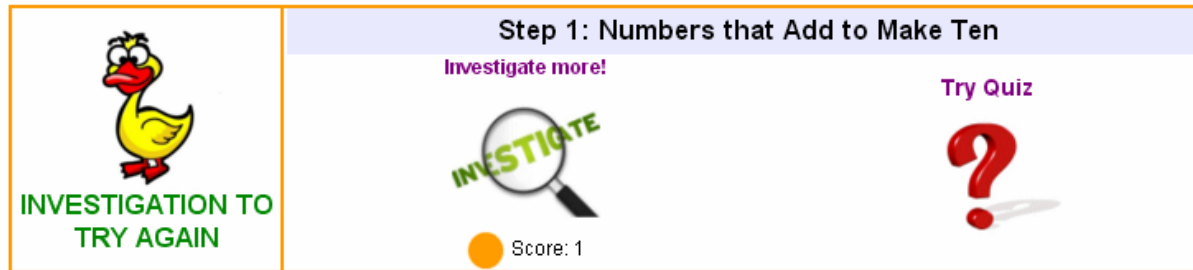 Step 1: Numbers that Add to Make Ten
Investigate more!
Try Quiz
INVESTIGATE
INVESTIGATION TO
TRY AGAIN
Score: 1